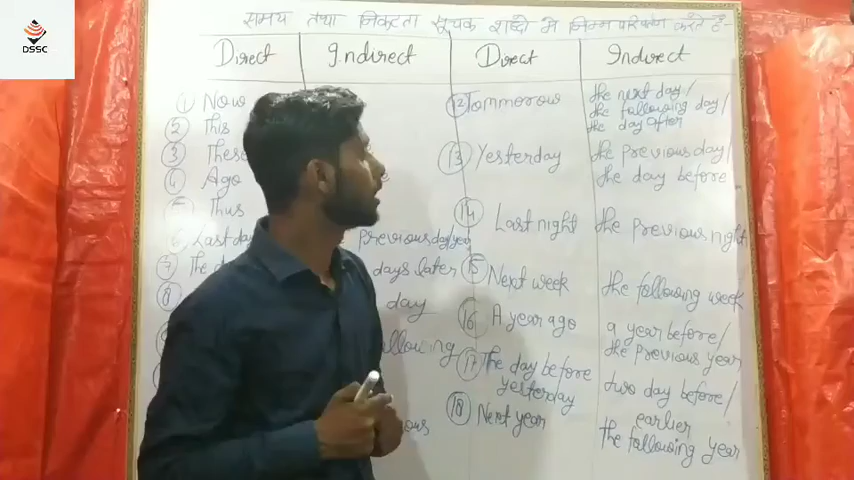 DSSC
समय तथा निकटता सूचक शब्दो मे निम्न परिवर्तन करते है-
Direct Indirect Direct Indirect
① Now
② This
③ These
④ Ago
⑤ Thus
Last day previous day/year
⑦ The days later
⑧ day
following
⑫ Tommorow the next day/
the following day/
the day after
⑬ Yesterday the previous day/
the day before
⑭ Last night the previous night
⑮ Next week the following week
⑯ A year ago a year before/
the previous year
⑰ The day before
yesterday two day before/
earlier
⑱ Next year the following year